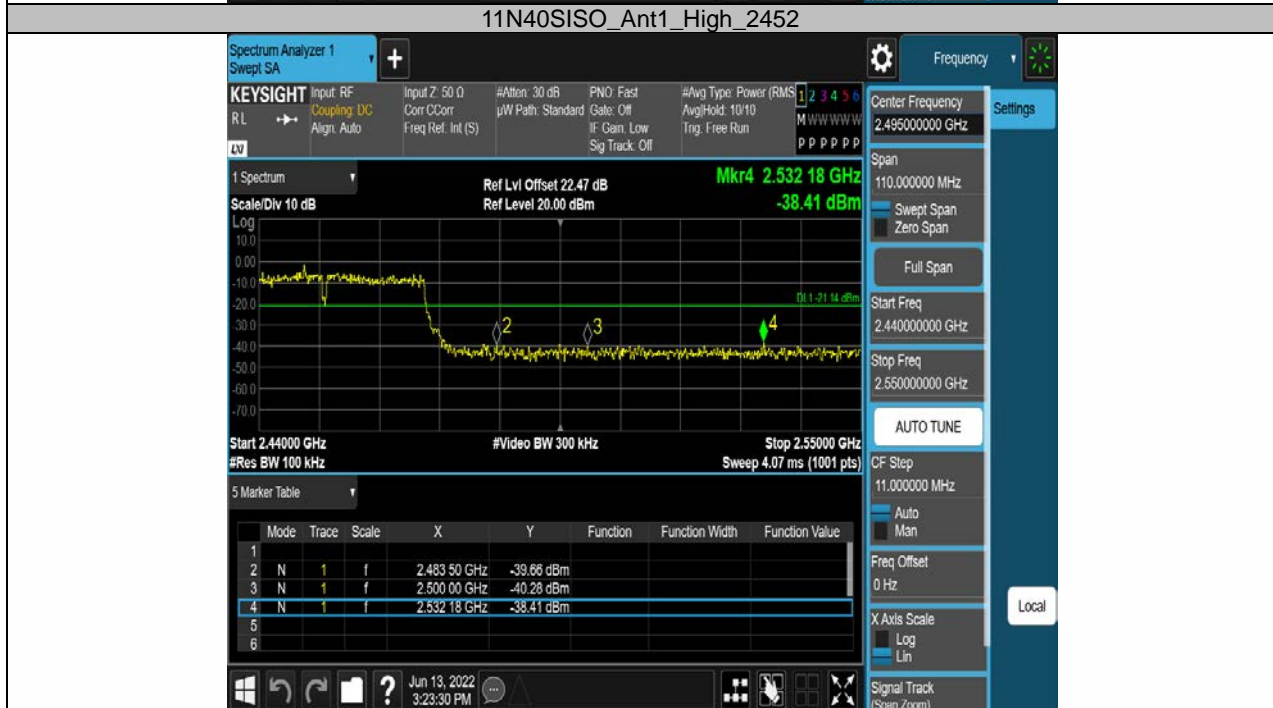 11N40SISO_Ant1_High_2452
Spectrum Analyzer 1
Swept SA
+
Frequency
KEYSIGHT
RL
LXI
Input: RF
Coupling: DC
Align: Auto
Input Z: 50 Ω
Corr CCorr
Freq Ref: Int (S)
#Atten: 30 dB
µW Path: Standard
PNO: Fast
Gate: Off
IF Gain: Low
Sig Track: Off
#Avg Type: Power (RMS
Avg|Hold: 10/10
Trig: Free Run
1 2 3 4 5 6
M W W W W W
P P P P P P
Center Frequency
2.495000000 GHz
Settings
Span
110.000000 MHz
Swept Span
Zero Span
Full Span
Start Freq
2.440000000 GHz
Stop Freq
2.550000000 GHz
AUTO TUNE
CF Step
11.000000 MHz
Auto
Man
Freq Offset
0 Hz
X Axis Scale
Log
Lin
Local
Signal Track
(Span Zoom)
1 Spectrum
Scale/Div 10 dB
Ref Lvl Offset 22.47 dB
Ref Level 20.00 dBm
Mkr4 2.532 18 GHz
-38.41 dBm
Log
10.0
0.00
-10.0
-20.0
-30.0
-40.0
-50.0
-60.0
-70.0
DL1 -21.14 dBm
2
3
4
Start 2.44000 GHz
#Video BW 300 kHz
Stop 2.55000 GHz
#Res BW 100 kHz
Sweep 4.07 ms (1001 pts)
5 Marker Table
Mode Trace Scale X Y Function Function Width Function Value
1
2 N 1 f 2.483 50 GHz -39.66 dBm
3 N 1 f 2.500 00 GHz -40.28 dBm
4 N 1 f 2.532 18 GHz -38.41 dBm
5
6
?
Jun 13, 2022
3:23:30 PM